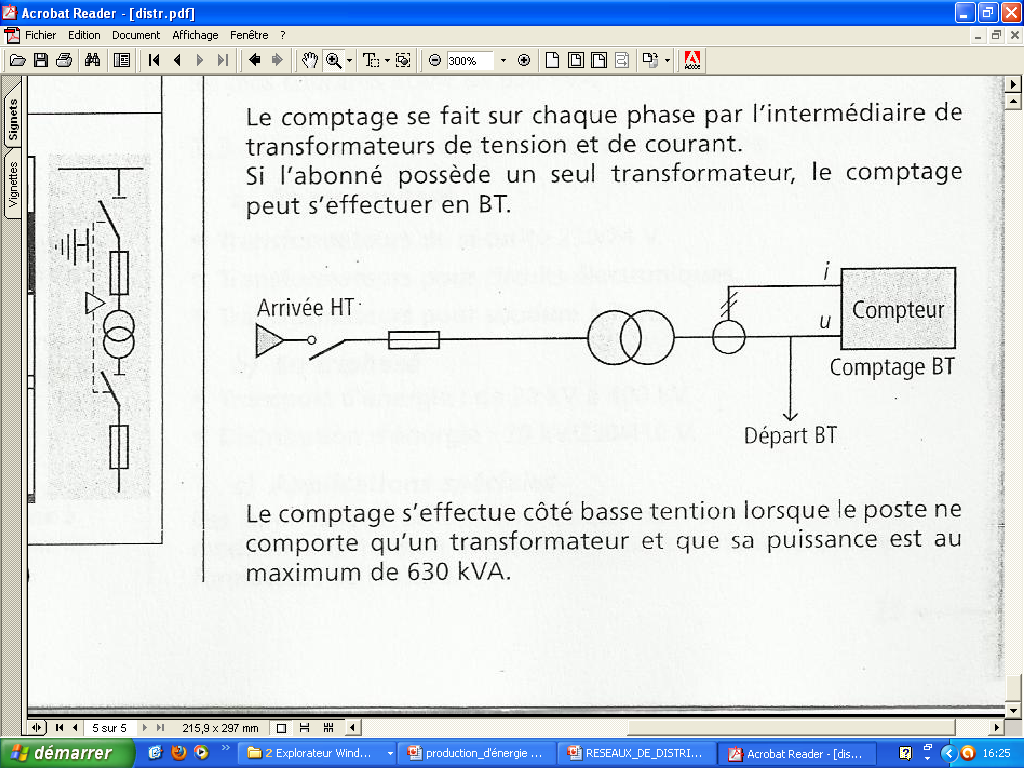 Acrobat Reader - [distr.pdf]
Fichier Edition Document Affichage Fenêtre ?
300%
Adobe
Signets
Vignettes
Le comptage se fait sur chaque phase par l'intermédiaire de
transformateurs de tension et de courant.
Si l'abonné possède un seul transformateur, le comptage
peut s'effectuer en BT.
Arrivée HT
i
u
Compteur
Comptage BT
Départ BT
Le comptage s'effectue côté basse tention lorsque le poste ne
comporte qu'un transformateur et que sa puissance est au
maximum de 630 kVA.
5 sur 5
215,9 x 297 mm
démarrer
2 Explorateur Wind...
production_d'énergie ...
RESEAUX_DE_DISTRI...
Acrobat Reader - [dis...
16:25